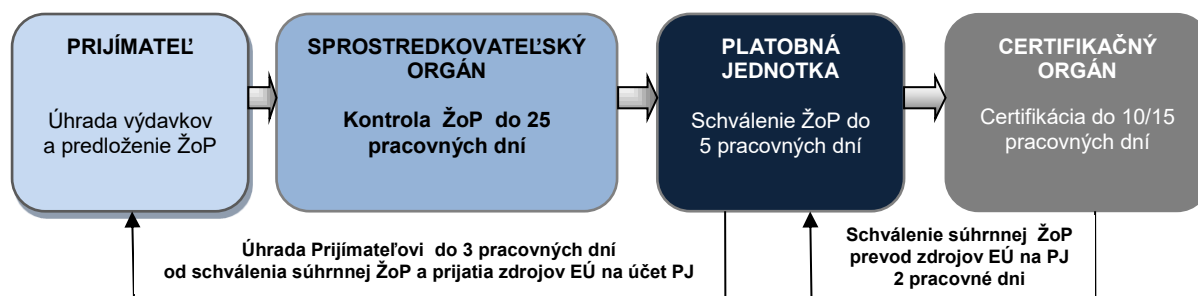 PRIJÍMATEĽ
Úhrada výdavkov
a predloženie ŽoP
SPROSTREDKOVATEĽSKÝ
ORGÁN
Kontrola ŽoP do 25
pracovných dní
PLATOBNÁ
JEDNOTKA
Schválenie ŽoP do
5 pracovných dní
CERTIFIKAČNÝ
ORGÁN
Certifikácia do 10/15
pracovných dní
Úhrada Prijímateľovi do 3 pracovných dní
od schválenia súhrnnej ŽoP a prijatia zdrojov EÚ na účet PJ
Schválenie súhrnnej ŽoP
prevod zdrojov EÚ na PJ
2 pracovné dni